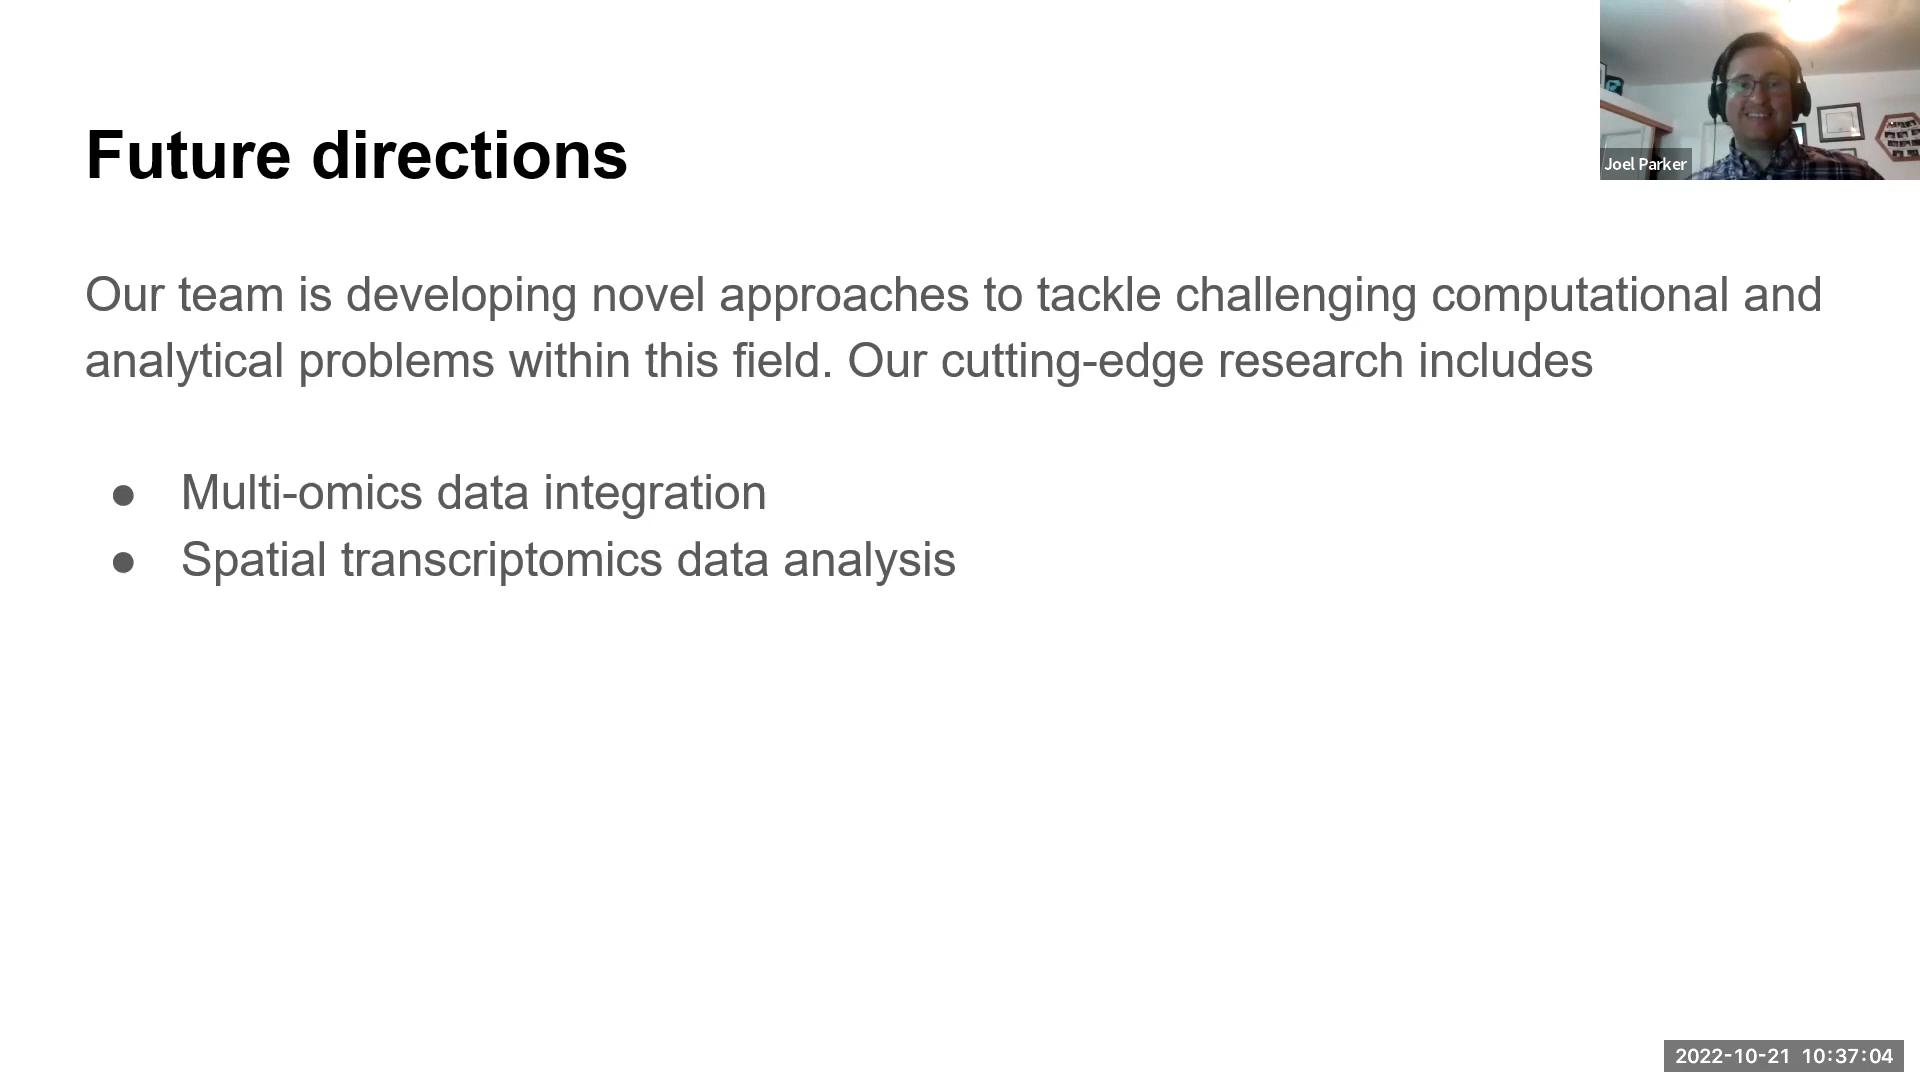 Joel Parker
Future directions
Our team is developing novel approaches to tackle challenging computational and
analytical problems within this field. Our cutting-edge research includes
● Multi-omics data integration
● Spatial transcriptomics data analysis
2022-10-21 10:37:04